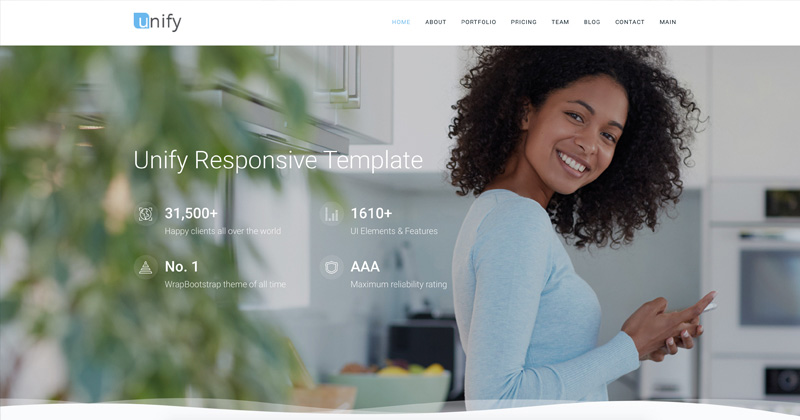 unify
HOME ABOUT PORTFOLIO PRICING TEAM BLOG CONTACT MAIN
Unify Responsive Template
31,500+
Happy clients all over the world
1610+
UI Elements & Features
No. 1
WrapBootstrap theme of all time
AAA
Maximum reliability rating